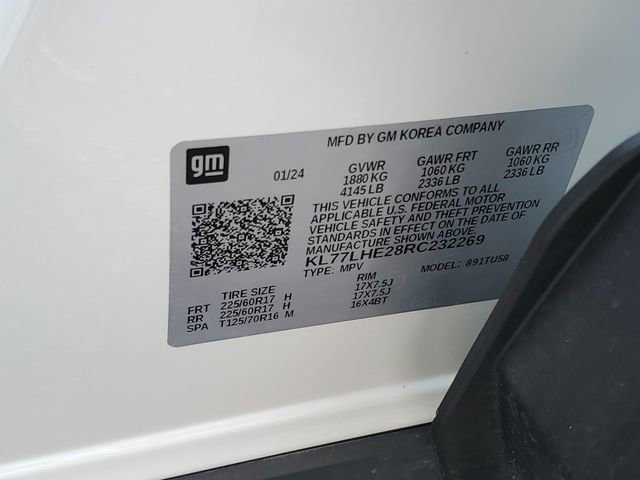 MFD BY GM KOREA COMPANY
gm
01/24 GVWR GAWR FRT GAWR RR
1880 KG 1060 KG 1060 KG
4145 LB 2336 LB 2336 LB
THIS VEHICLE CONFORMS TO ALL
APPLICABLE U.S. FEDERAL MOTOR
VEHICLE SAFETY AND THEFT PREVENTION
STANDARDS IN EFFECT ON THE DATE OF
MANUFACTURE SHOWN ABOVE.
KL77LHE28RC232269
TYPE: MPV MODEL: 891TU58
TIRE SIZE RIM
FRT 225/60R17 H 17X7.5J
RR 225/60R17 H 17X7.5J
SPA T125/70R16 M 16X4BT